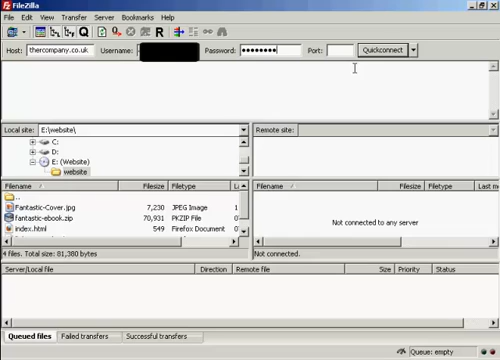 FileZilla
File Edit View Transfer Server Bookmarks Help
Host: thercompany.co.uk Username: Password: ●●●●●●●● Port: Quickconnect
Local site: E:\website\ Remote site:
C:
D:
E: (Website)
website
Filename Filesize Filetype
..
Fantastic-Cover.jpg 7,230 JPEG Image
fantastic-ebook.zip 70,931 PKZIP File
index.html 549 Firefox Document
4 files. Total size: 81,380 bytes
Filename Filesize Filetype Last m
Not connected to any server
Not connected.
Server/Local file Direction Remote file Size Priority Status
Queued files Failed transfers Successful transfers
Queue: empty